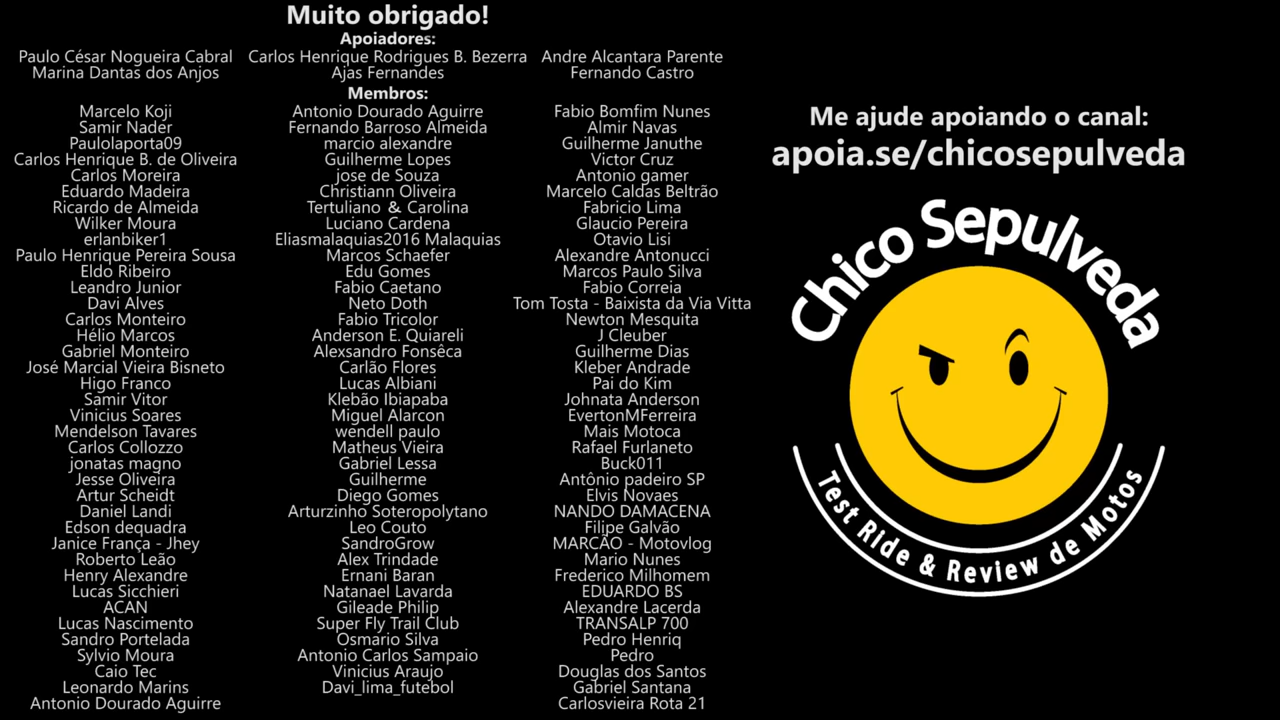 Muito obrigado!
Apoiadores:
Paulo César Nogueira Cabral
Marina Dantas dos Anjos
Carlos Henrique Rodrigues B. Bezerra
Ajas Fernandes
Andre Alcantara Parente
Fernando Castro
Membros:
Marcelo Koji
Samir Nader
Paulolaporta09
Carlos Henrique B. de Oliveira
Carlos Moreira
Eduardo Madeira
Ricardo de Almeida
Wilker Moura
erlanbiker1
Paulo Henrique Pereira Sousa
Eldo Ribeiro
Leandro Junior
Davi Alves
Carlos Monteiro
Hélio Marcos
Gabriel Monteiro
José Marcial Vieira Bisneto
Higo Franco
Samir Vitor
Vinicius Soares
Mendelson Tavares
Carlos Collozzo
jonatas magno
Jesse Oliveira
Artur Scheidt
Daniel Landi
Edson dequadra
Janice França - Jhey
Roberto Leão
Henry Alexandre
Lucas Sicchieri
ACAN
Lucas Nascimento
Sandro Portelada
Sylvio Moura
Caio Tec
Leonardo Marins
Antonio Dourado Aguirre
Antonio Dourado Aguirre
Fernando Barroso Almeida
marcio alexandre
Guilherme Lopes
jose de Souza
Christiann Oliveira
Tertuliano & Carolina
Luciano Cardena
Eliasmalaquias2016 Malaquias
Marcos Schaefer
Edu Gomes
Fabio Caetano
Neto Doth
Fabio Tricolor
Anderson E. Quiareli
Alexsandro Fonsêca
Carlão Flores
Lucas Albiani
Klebão Ibiapaba
Miguel Alarcon
wendell paulo
Matheus Vieira
Gabriel Lessa
Guilherme
Diego Gomes
Arturzinho Soteropolytano
Leo Couto
SandroGrow
Alex Trindade
Ernani Baran
Natanael Lavarda
Gileade Philip
Super Fly Trail Club
Osmario Silva
Antonio Carlos Sampaio
Vinicius Araujo
Davi_lima_futebol
Fabio Bomfim Nunes
Almir Navas
Guilherme Januthe
Victor Cruz
Antonio gamer
Marcelo Caldas Beltrão
Fabricio Lima
Glaucio Pereira
Otavio Lisi
Alexandre Antonucci
Marcos Paulo Silva
Fabio Correia
Tom Tosta - Baixista da Via Vitta
Newton Mesquita
J Cleuber
Guilherme Dias
Kleber Andrade
Pai do Kim
Johnata Anderson
EvertonMFerreira
Mais Motoca
Rafael Furlaneto
Buck011
Antônio padeiro SP
Elvis Novaes
NANDO DAMACENA
Filipe Galvão
MARCÃO - Motovlog
Mario Nunes
Frederico Milhomem
EDUARDO BS
Alexandre Lacerda
TRANSALP 700
Pedro Henriq
Pedro
Douglas dos Santos
Gabriel Santana
Carlosvieira Rota 21
Me ajude apoiando o canal:
apoia.se/chicosepulveda
Chico Sepulveda
Test Ride & Review de Motos